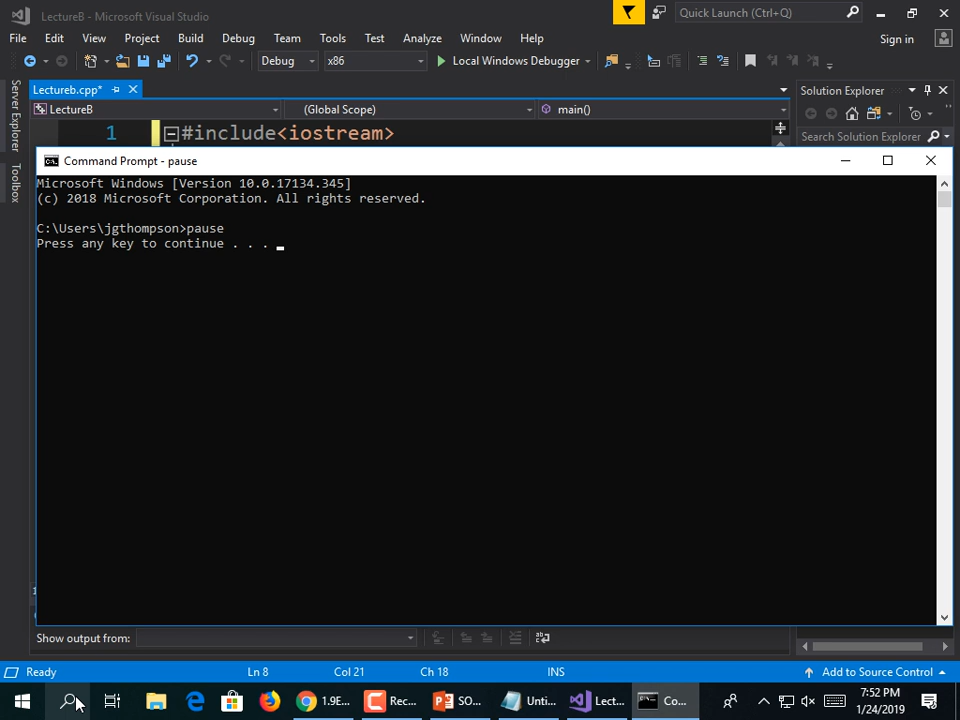 LectureB - Microsoft Visual Studio
Quick Launch (Ctrl+Q)
File Edit View Project Build Debug Team Tools Test Analyze Window Help
Sign in
Debug x86 Local Windows Debugger
Server Explorer
Toolbox
Lectureb.cpp*
Solution Explorer
LectureB (Global Scope) main()
Search Solution Explorer
1 #include<iostream>
Command Prompt - pause
Microsoft Windows [Version 10.0.17134.345]
(c) 2018 Microsoft Corporation. All rights reserved.
C:\Users\jgthompson>pause
Press any key to continue . . .
Show output from:
Ready Ln 8 Col 21 Ch 18 INS Add to Source Control
1.9E... Rec... SO... Unti... Lect... Co...
7:52 PM
1/24/2019